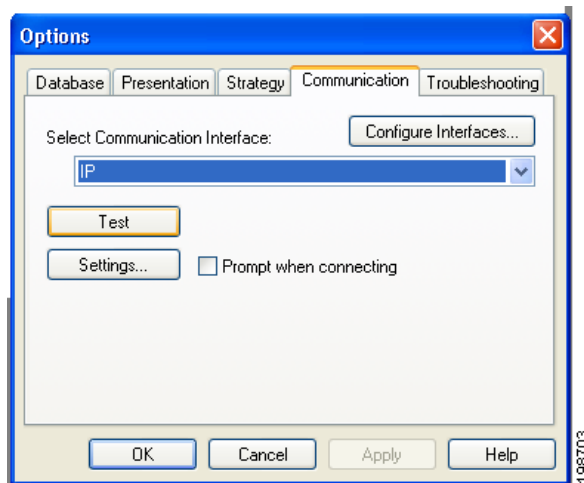 Options
Database Presentation Strategy Communication Troubleshooting
Select Communication Interface: Configure Interfaces...
IP
Test
Settings... Prompt when connecting
OK Cancel Apply Help
198703